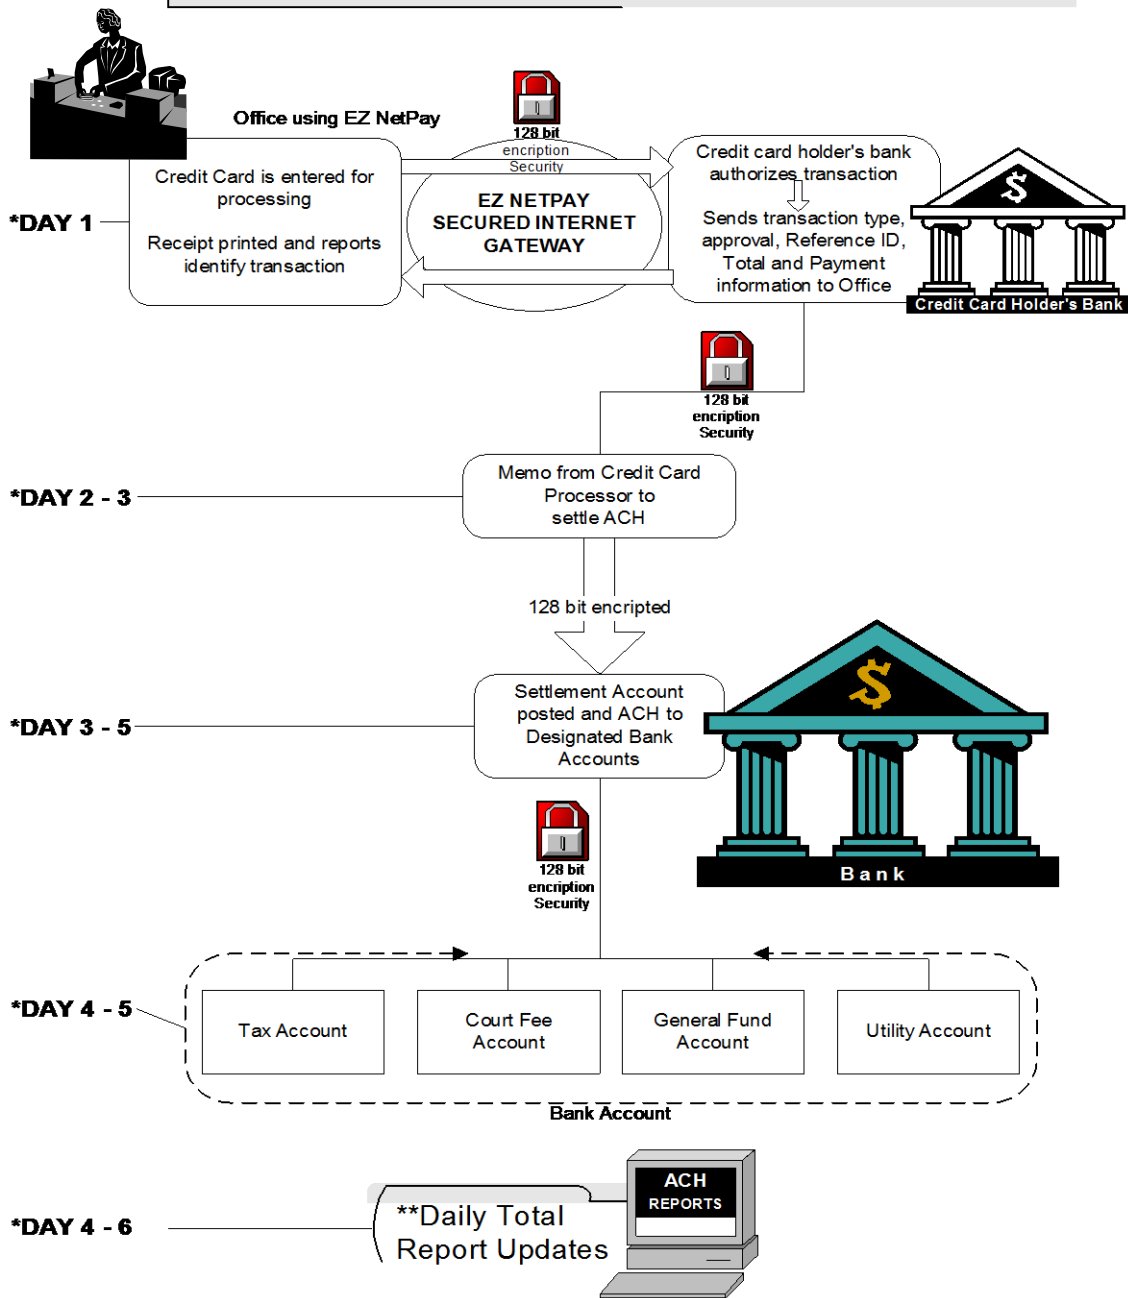 Office using EZ NetPay
128 bit
encription
Security
Credit Card is entered for
processing
Receipt printed and reports
identify transaction
*DAY 1
EZ NETPAY
SECURED INTERNET
GATEWAY
Credit card holder's bank
authorizes transaction
Sends transaction type,
approval, Reference ID,
Total and Payment
information to Office
$
Credit Card Holder's Bank
128 bit
encription
Security
*DAY 2 - 3
Memo from Credit Card
Processor to
settle ACH
128 bit encripted
*DAY 3 - 5
Settlement Account
posted and ACH to
Designated Bank
Accounts
$
Bank
128 bit
encription
Security
*DAY 4 - 5
Tax Account
Court Fee
Account
General Fund
Account
Utility Account
Bank Account
*DAY 4 - 6
**Daily Total
Report Updates
ACH
REPORTS